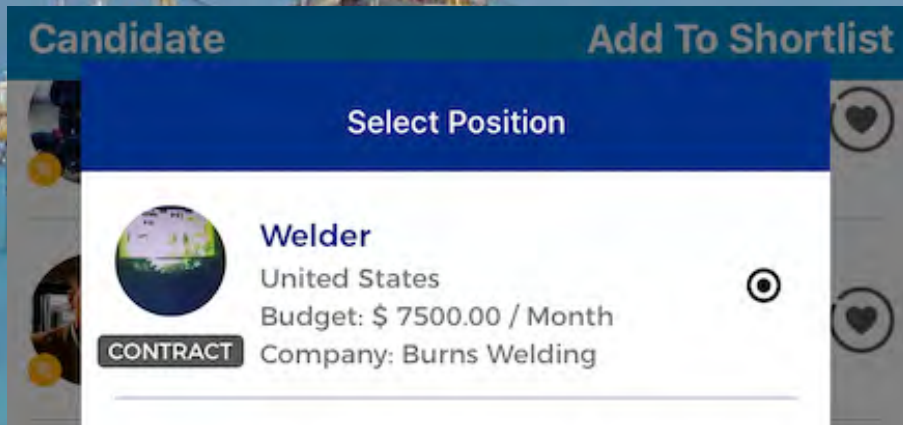 Candidate Add To Shortlist
Select Position
Welder
United States
Budget: $ 7500.00 / Month
CONTRACT Company: Burns Welding